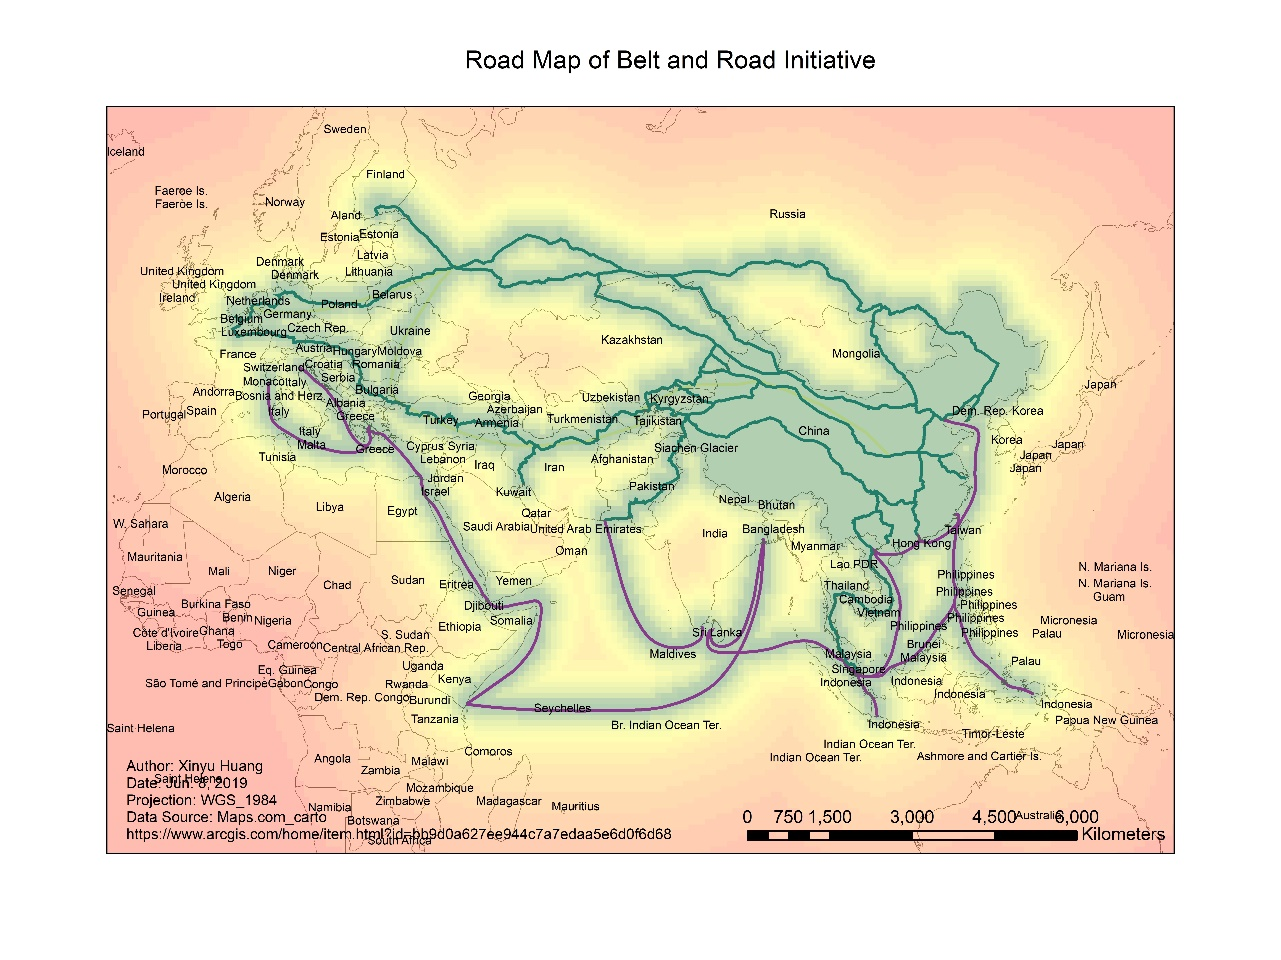 Road Map of Belt and Road Initiative
Sweden
Iceland
Finland
Faeroe Is.
Faeroe Is.
Norway
Aland
Russia
Estonia
Estonia
Latvia
Denmark
Denmark
Lithuania
United Kingdom
United Kingdom
Ireland
Netherlands
Poland
Belarus
Belgium
Germany
Luxembourg
Czech Rep.
Ukraine
Kazakhstan
France
Austria
Hungary
Moldova
Mongolia
Switzerland
Croatia
Romania
Monaco
Italy
Serbia
Andorra
Bosnia and Herz.
Bulgaria
Japan
Georgia
Uzbekistan
Kyrgyzstan
Portugal
Spain
Italy
Albania
Greece
Azerbaijan
Dem. Rep. Korea
Turkey
Armenia
Turkmenistan
Tajikistan
Italy
China
Malta
Greece
Cyprus
Syria
Siachen Glacier
Korea
Japan
Tunisia
Lebanon
Iraq
Iran
Afghanistan
Japan
Japan
Morocco
Jordan
Israel
Kuwait
Pakistan
Algeria
Libya
Egypt
Qatar
Nepal
Bhutan
W. Sahara
Saudi Arabia
United Arab Emirates
India
Bangladesh
Taiwan
Mauritania
Oman
Myanmar
Hong Kong
Mali
Niger
Chad
Sudan
Eritrea
Yemen
Lao PDR
Philippines
N. Mariana Is.
N. Mariana Is.
Guam
Senegal
Thailand
Philippines
Guinea
Burkina Faso
Benin
Nigeria
Djibouti
Cambodia
Vietnam
Philippines
Philippines
Côte d'Ivoire
Ghana
Togo
Liberia
Ethiopia
Somalia
Sri Lanka
Philippines
Philippines
Micronesia
Palau
Micronesia
Cameroon
Central African Rep.
S. Sudan
Maldives
Malaysia
Brunei
Malaysia
Palau
Eq. Guinea
Uganda
Kenya
Singapore
Indonesia
Indonesia
São Tomé and Principe
Gabon
Congo
Rwanda
Dem. Rep. Congo
Burundi
Indonesia
Indonesia
Tanzania
Seychelles
Br. Indian Ocean Ter.
Indonesia
Papua New Guinea
Saint Helena
Timor-Leste
Indian Ocean Ter.
Indian Ocean Ter.
Ashmore and Cartier Is.
Comoros
Angola
Malawi
Zambia
Author: Xinyu Huang
Saint Helena
Date: Jun. 8, 2019
Mozambique
Zimbabwe
Madagascar
Mauritius
Projection: WGS_1984
Namibia
Botswana
Data Source: Maps.com_carto
https://www.arcgis.com/home/item.html?id=bb9d0a627ee944c7a7edaa5e6d0f6d68
South Africa
Australia
0 750 1,500 3,000 4,500 6,000
Kilometers